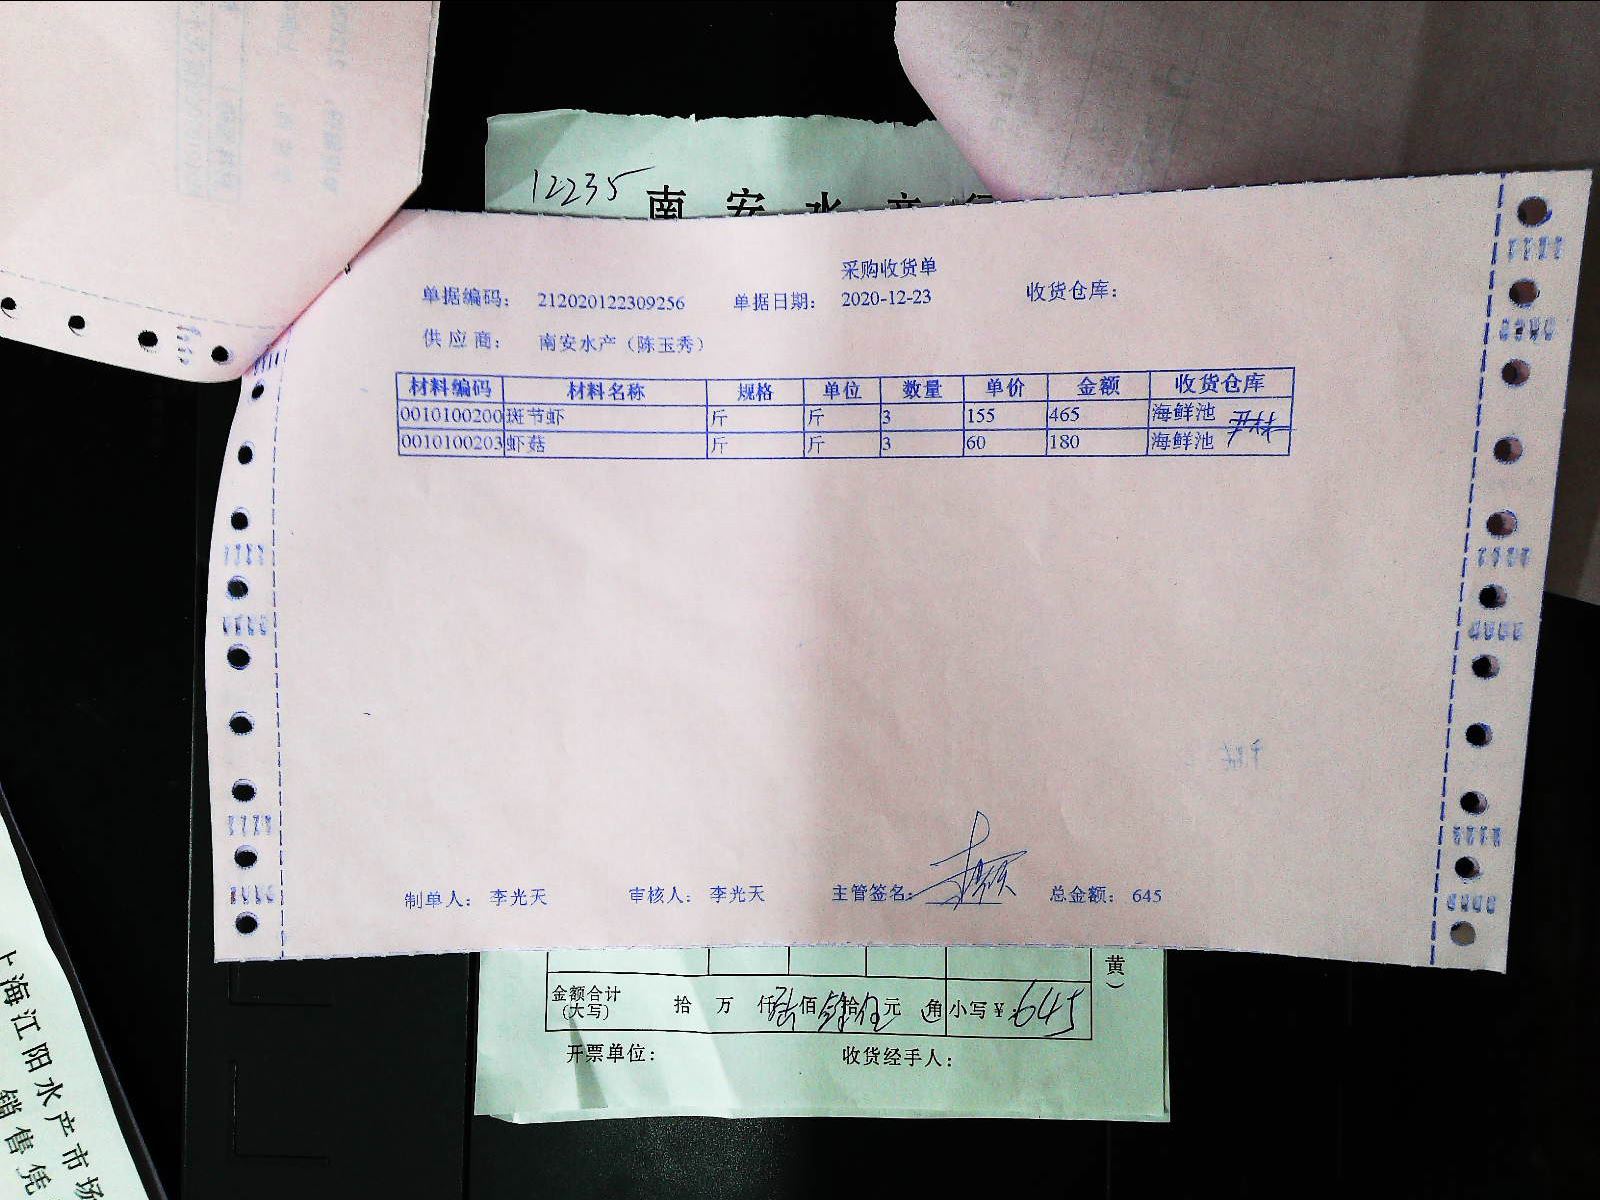 12235
南安水产行
采购收货单
单据编码： 212020122309256 单据日期： 2020-12-23 收货仓库：
供应商： 南安水产（陈玉秀）
材料编码 材料名称 规格 单位 数量 单价 金额 收货仓库
0010100200 斑节虾 斤 斤 3 155 465 海鲜池
0010100203 虾菇 斤 斤 3 60 180 海鲜池
制单人： 李光天 审核人： 李光天 主管签名： 总金额： 645
黄）
金额合计
（大写） 拾 万 仟 陆 佰 肆 拾 伍 元 角 小写￥ 645
开票单位： 收货经手人：
上海江阳水产市场
销售凭